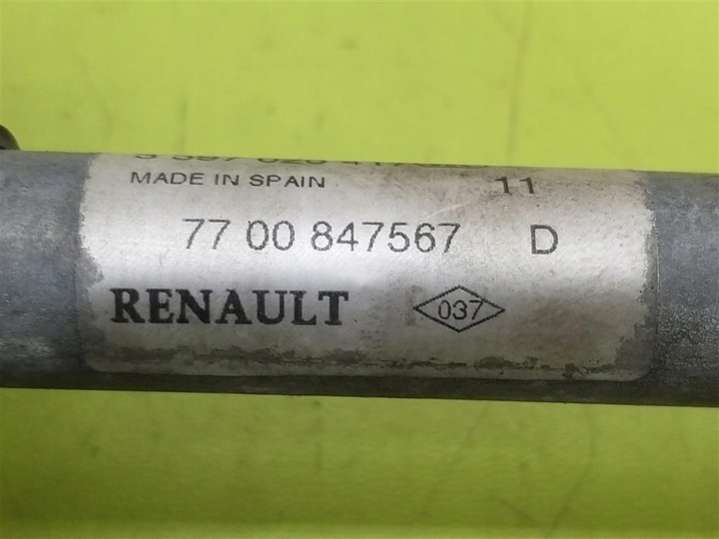 MADE IN SPAIN 11
77 00 847567 D
RENAULT 037